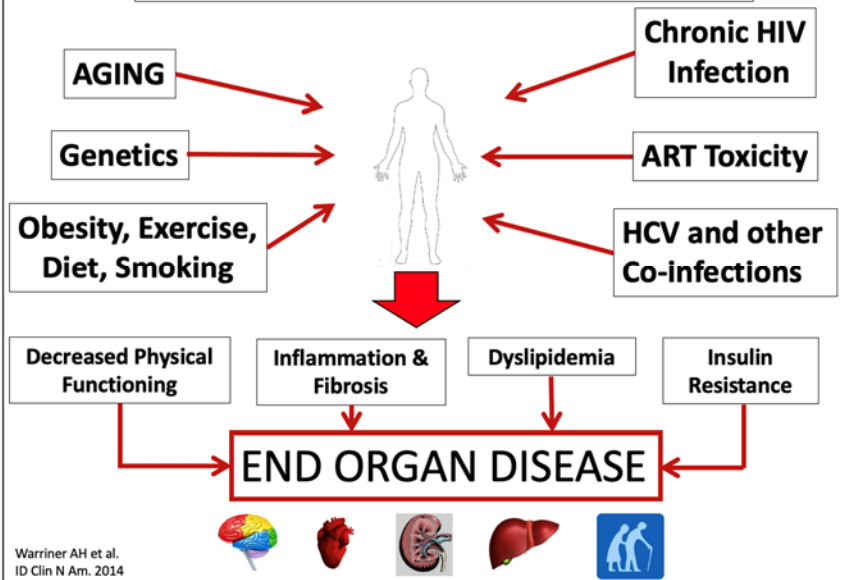 AGING
Chronic HIV
Infection
Genetics
ART Toxicity
Obesity, Exercise,
Diet, Smoking
HCV and other
Co-infections
Decreased Physical
Functioning
Inflammation &
Fibrosis
Dyslipidemia
Insulin
Resistance
END ORGAN DISEASE
Warriner AH et al.
ID Clin N Am. 2014